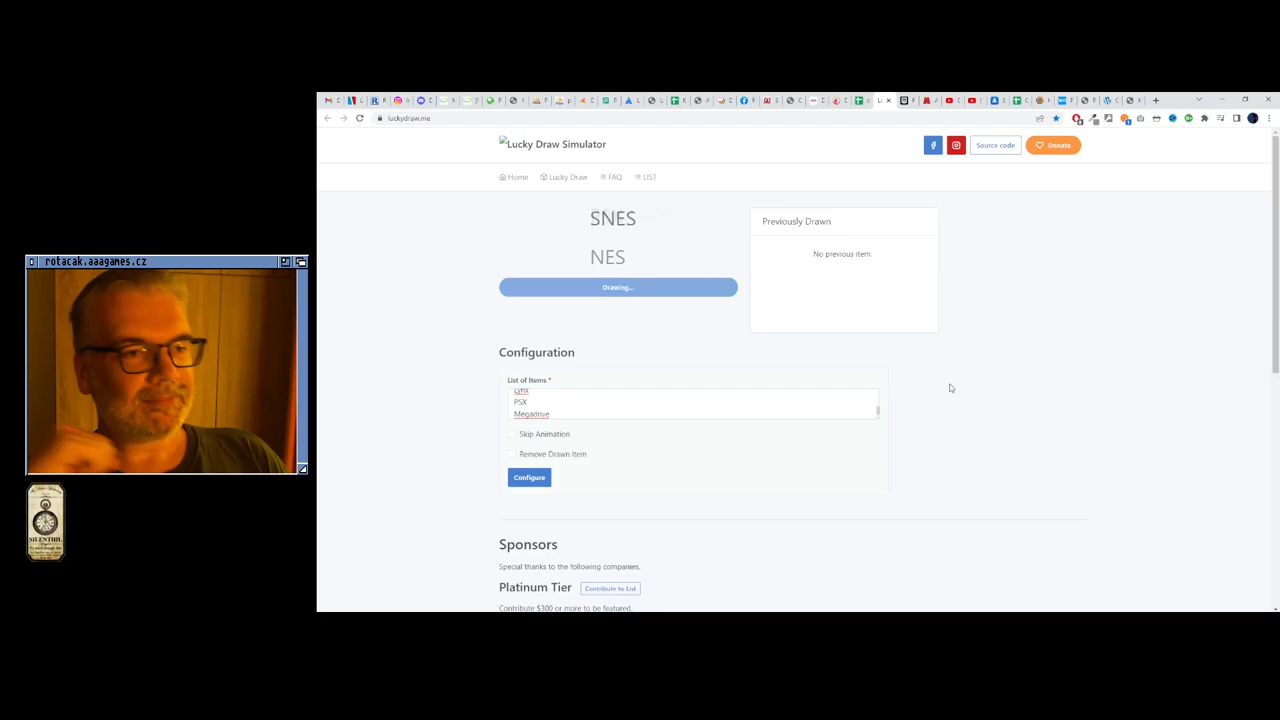 luckydraw.me
Lucky Draw Simulator
Source code
Donate
Home
Lucky Draw
FAQ
LIST
SNES
NES
Drawing...
Previously Drawn
No previous item.
rotacak.aaagames.cz
Configuration
List of Items *
Lynx
PSX
Megadrive
Skip Animation
Remove Drawn Item
Configure
SILENTHILL
Sponsors
Special thanks to the following companies.
Platinum Tier
Contribute to List
Contribute $300 or more to be featured.